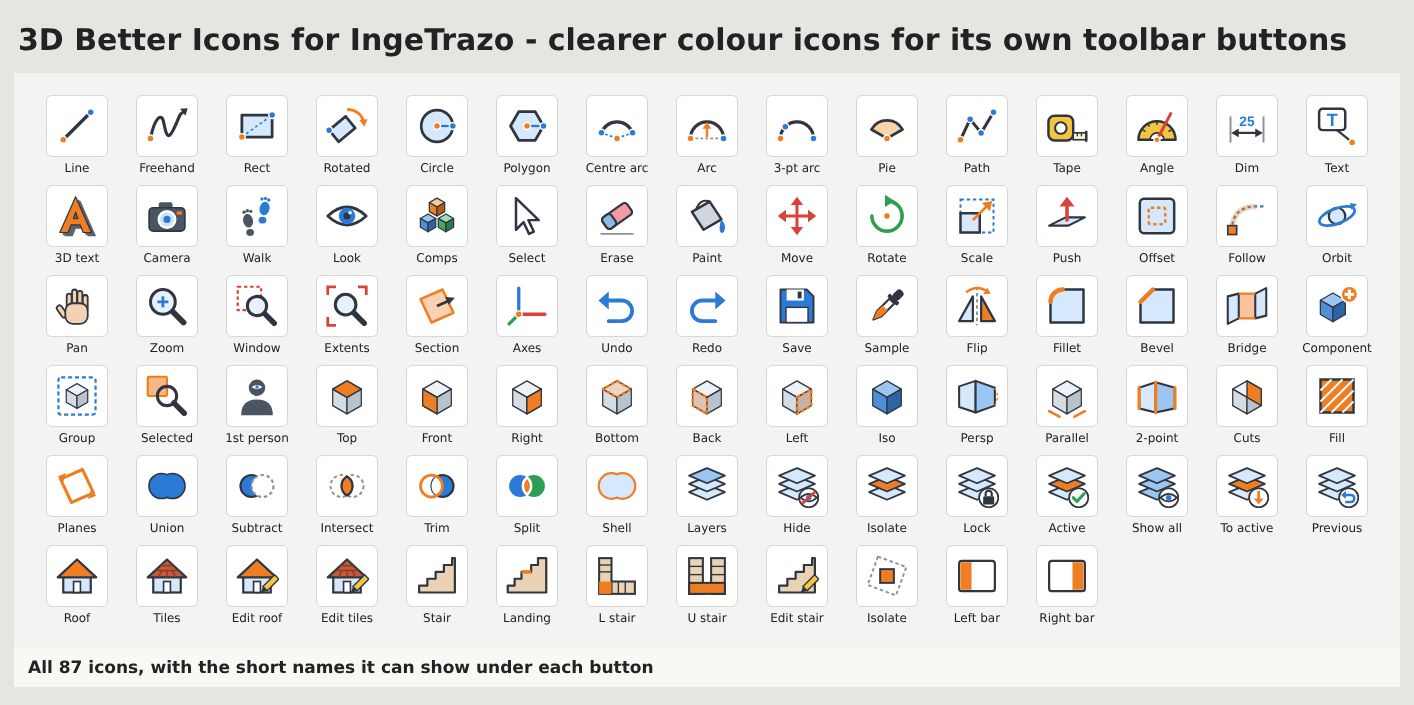 3D Better Icons for IngeTrazo - clearer colour icons for its own toolbar buttons
25
T
Line Freehand Rect Rotated Circle Polygon Centre arc Arc 3-pt arc Pie Path Tape Angle Dim Text
A
3D text Camera Walk Look Comps Select Erase Paint Move Rotate Scale Push Offset Follow Orbit
Pan Zoom Window Extents Section Axes Undo Redo Save Sample Flip Fillet Bevel Bridge Component
Group Selected 1st person Top Front Right Bottom Back Left Iso Persp Parallel 2-point Cuts Fill
Planes Union Subtract Intersect Trim Split Shell Layers Hide Isolate Lock Active Show all To active Previous
Roof Tiles Edit roof Edit tiles Stair Landing L stair U stair Edit stair Isolate Left bar Right bar
All 87 icons, with the short names it can show under each button